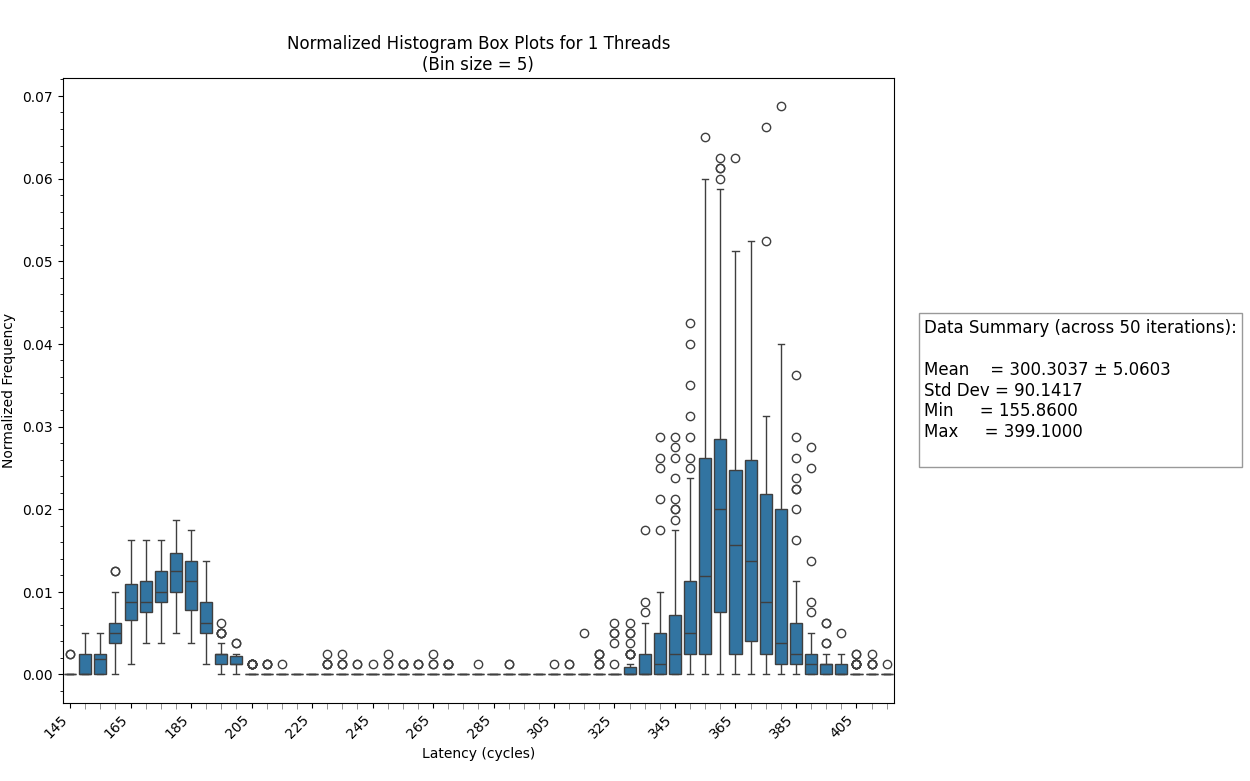 Normalized Histogram Box Plots for 1 Threads
(Bin size = 5)
0.07
0.06
0.05
0.04
0.03
0.02
0.01
0.00
Normalized Frequency
145 165 185 205 225 245 265 285 305 325 345 365 385 405
Latency (cycles)
Data Summary (across 50 iterations):
Mean = 300.3037 ± 5.0603
Std Dev = 90.1417
Min = 155.8600
Max = 399.1000